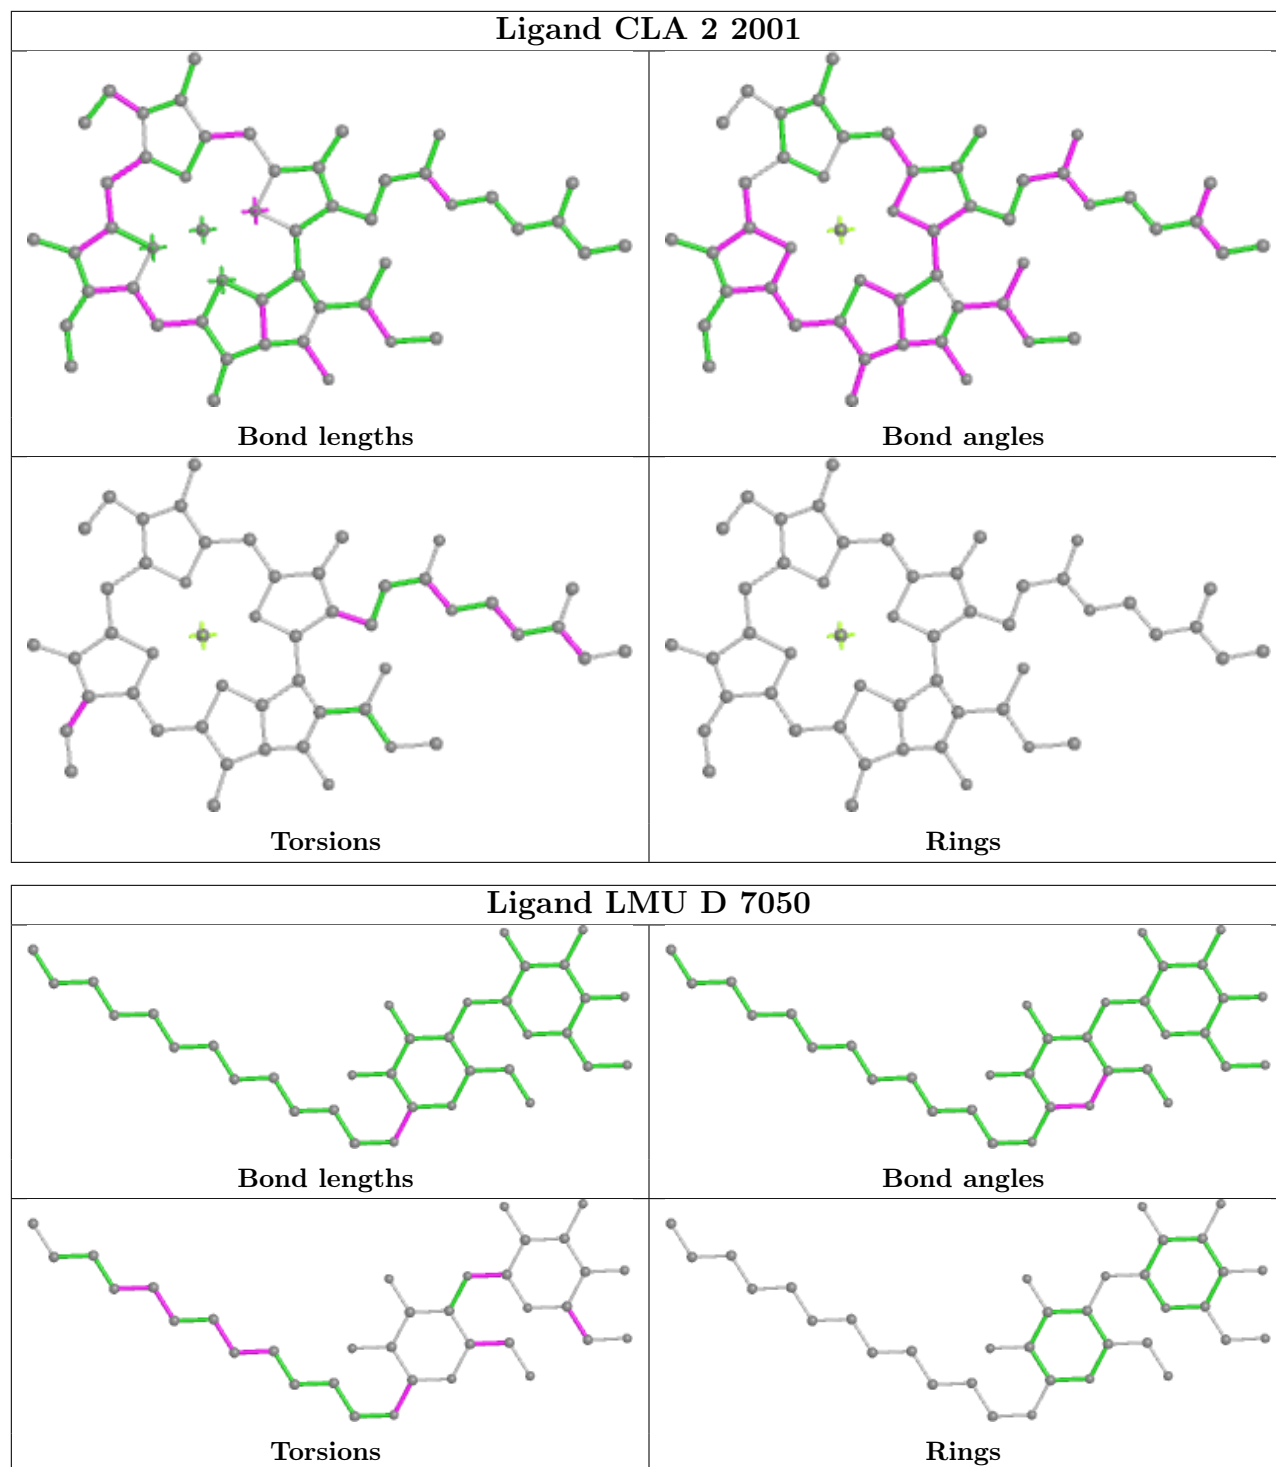 Ligand CLA 2 2001
Bond lengths
Bond angles
Torsions
Rings
Ligand LMU D 7050
Bond lengths
Bond angles
Torsions
Rings